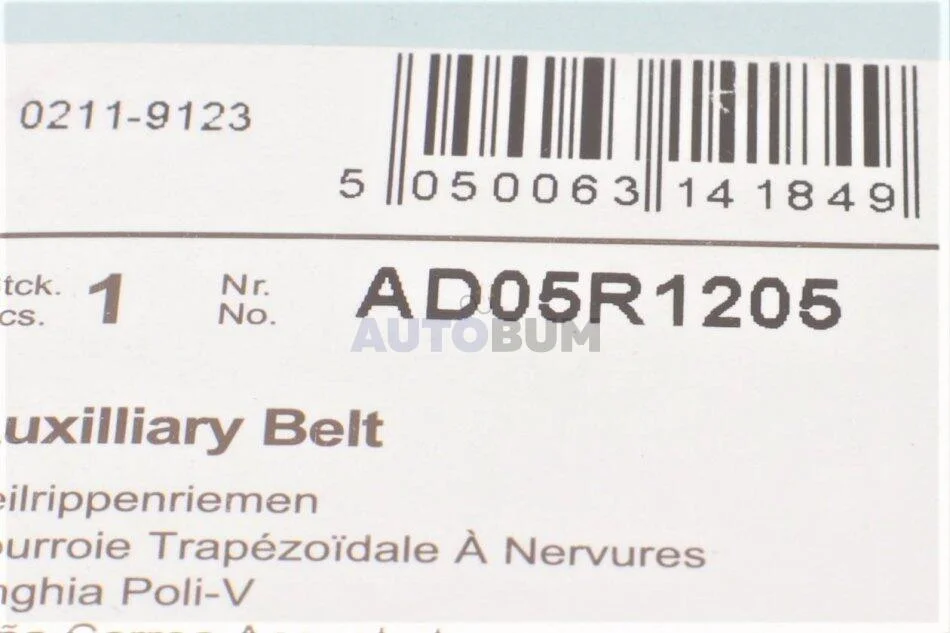 0211-9123
5 050063 141849
tck. 1 Nr. AD05R1205
cs. No.
AUTOBUM
uxilliary Belt
eilrippenriemen
ourroie Trapézoïdale À Nervures
nghia Poli-V